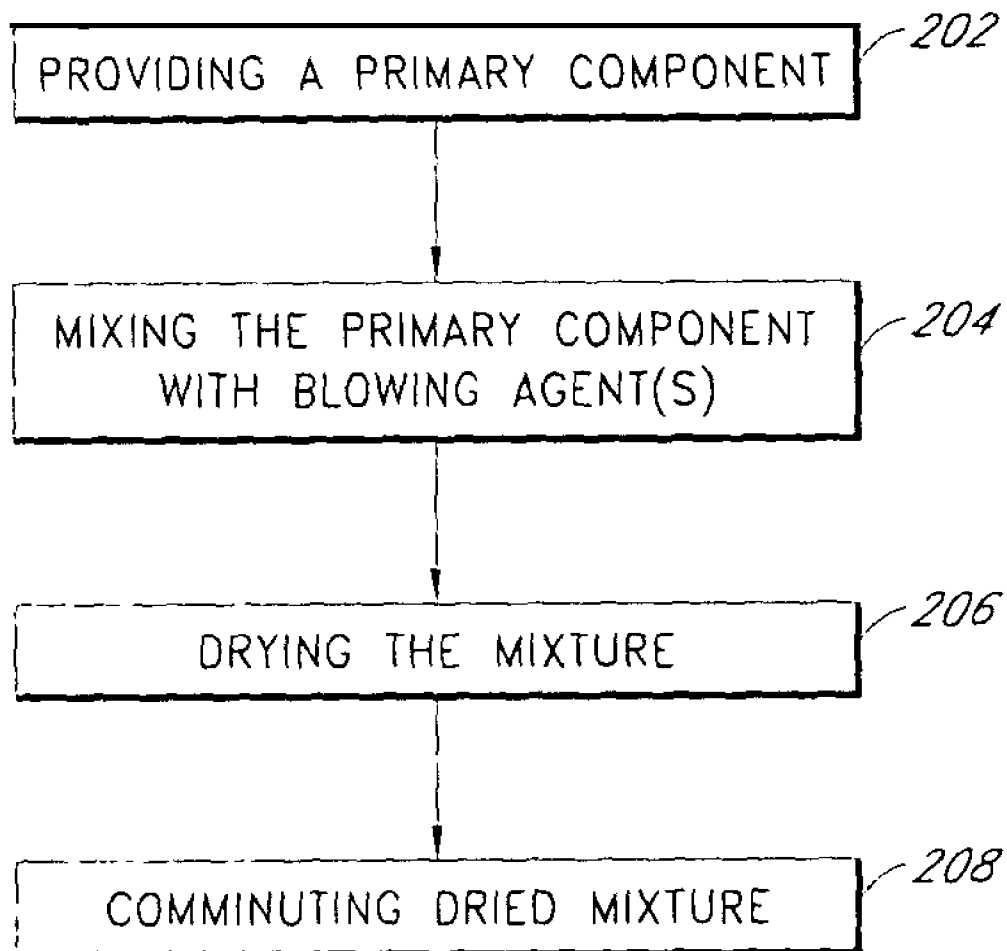 202
PROVIDING A PRIMARY COMPONENT
204
MIXING THE PRIMARY COMPONENT
WITH BLOWING AGENT(S)
206
DRYING THE MIXTURE
208
COMMINUTING DRIED MIXTURE